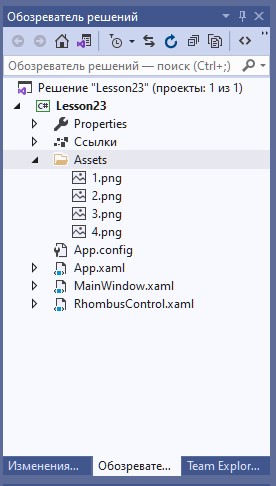 Обозреватель решений
Обозреватель решений — поиск (Ctrl+;)
Решение "Lesson23" (проекты: 1 из 1)
C# Lesson23
Properties
Ссылки
Assets
1.png
2.png
3.png
4.png
App.config
App.xaml
MainWindow.xaml
RhombusControl.xaml
Изменения... Обозревате... Team Explor...